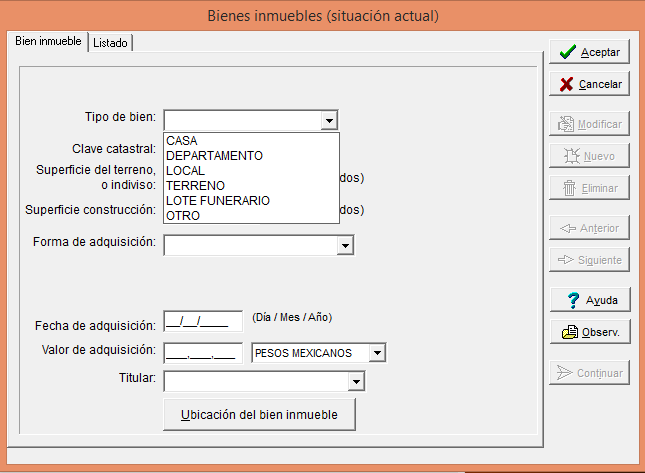 Bienes inmuebles (situación actual)
Bien inmueble
Listado
Tipo de bien:
CASA
DEPARTAMENTO
LOCAL
TERRENO
LOTE FUNERARIO
OTRO
Clave catastral:
Superficie del terreno,
o indiviso:
dos)
Superficie construcción:
dos)
Forma de adquisición:
Fecha de adquisición:
__/__/____
(Día / Mes / Año)
Valor de adquisición:
___,___,___
PESOS MEXICANOS
Titular:
Ubicación del bien inmueble
Aceptar
Cancelar
Modificar
Nuevo
Eliminar
Anterior
Siguiente
? Ayuda
Observ.
Continuar